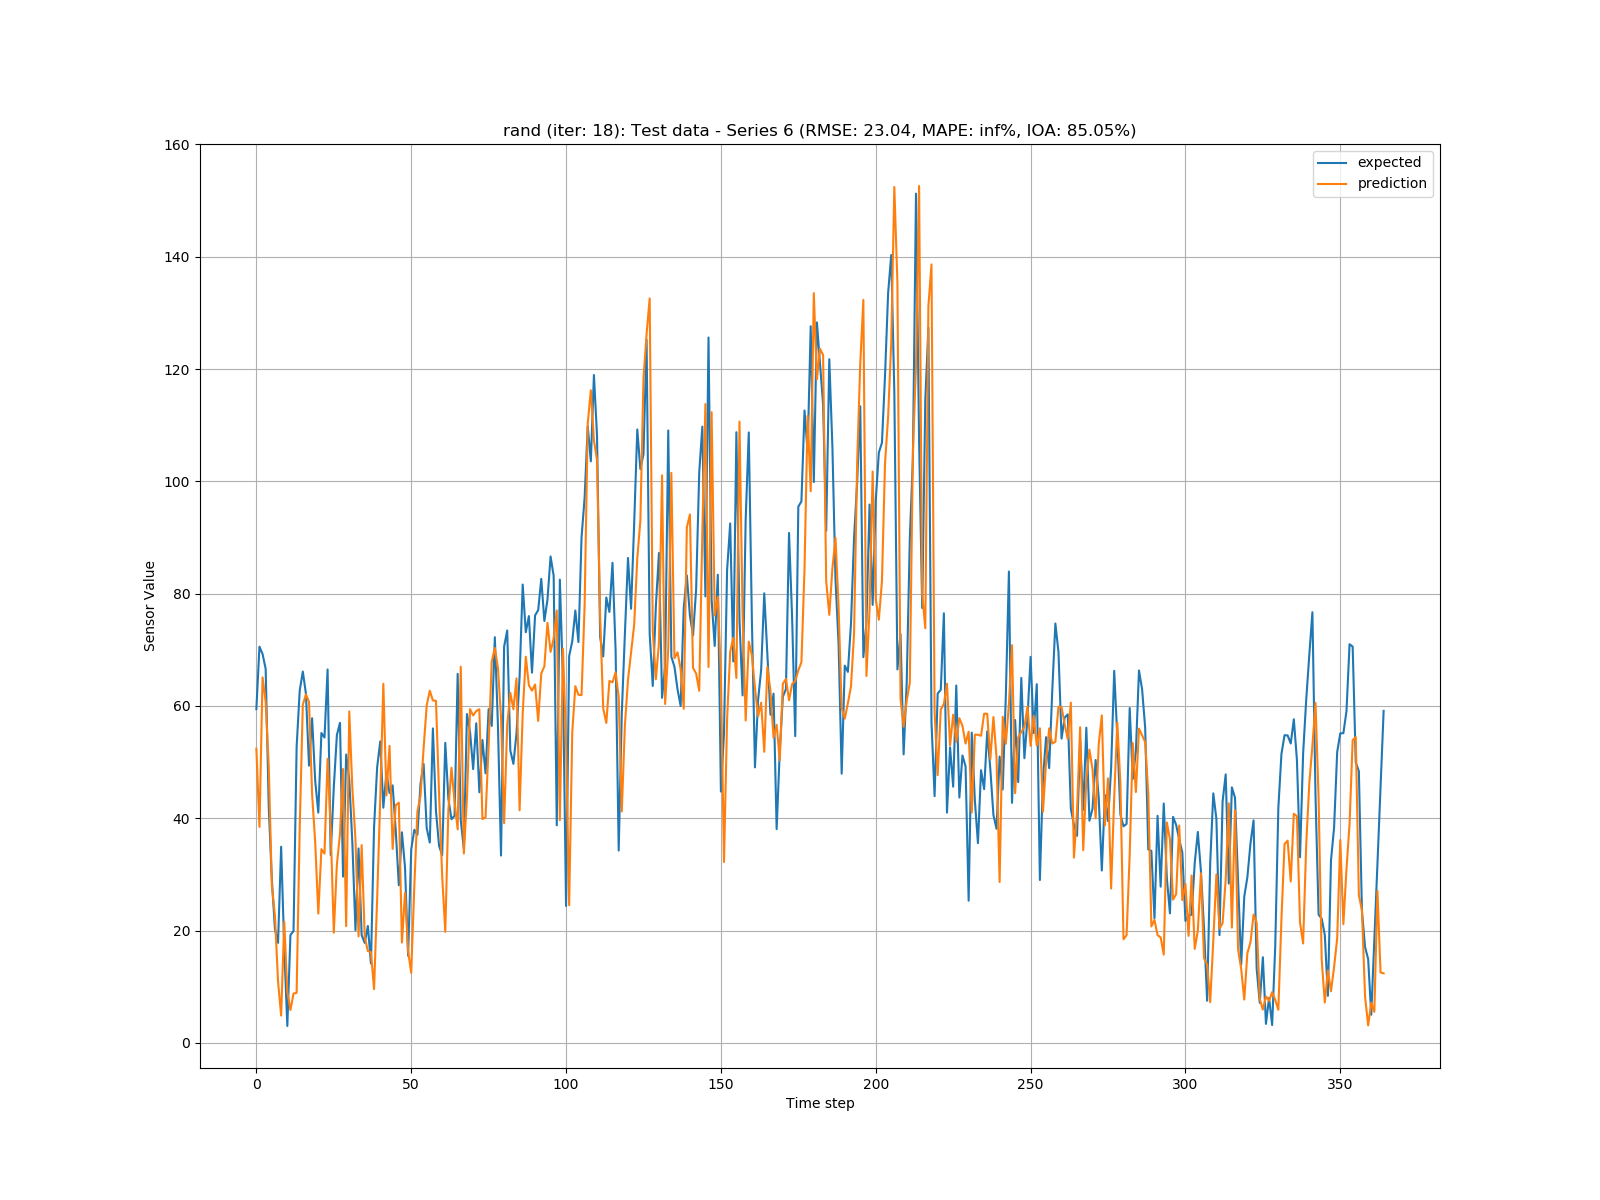 rand (iter: 18): Test data - Series 6 (RMSE: 23.04, MAPE: inf%, IOA: 85.05%)
expected
prediction
Sensor Value
160
140
120
100
80
60
40
20
0
0 50 100 150 200 250 300 350
Time step